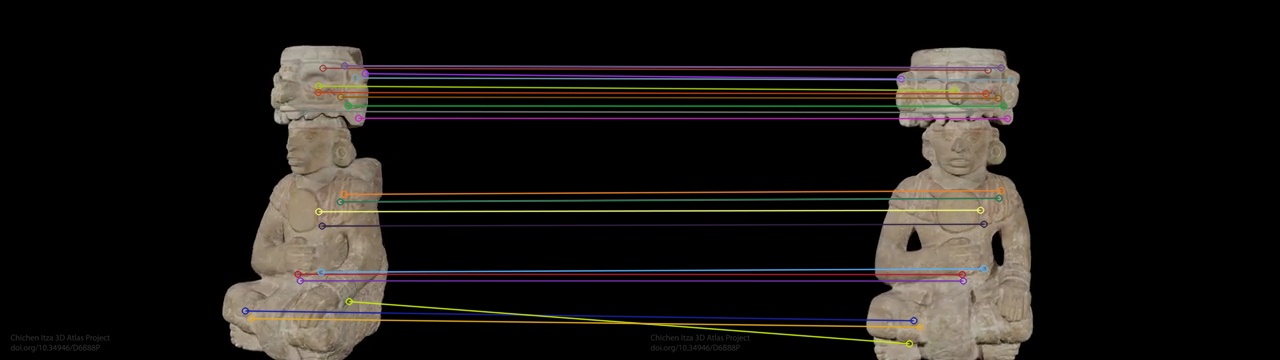 Chichen Itza 3D Atlas Project
doi.org/10.34946/D6B88P
Chichen Itza 3D Atlas Project
doi.org/10.34946/D6B88P